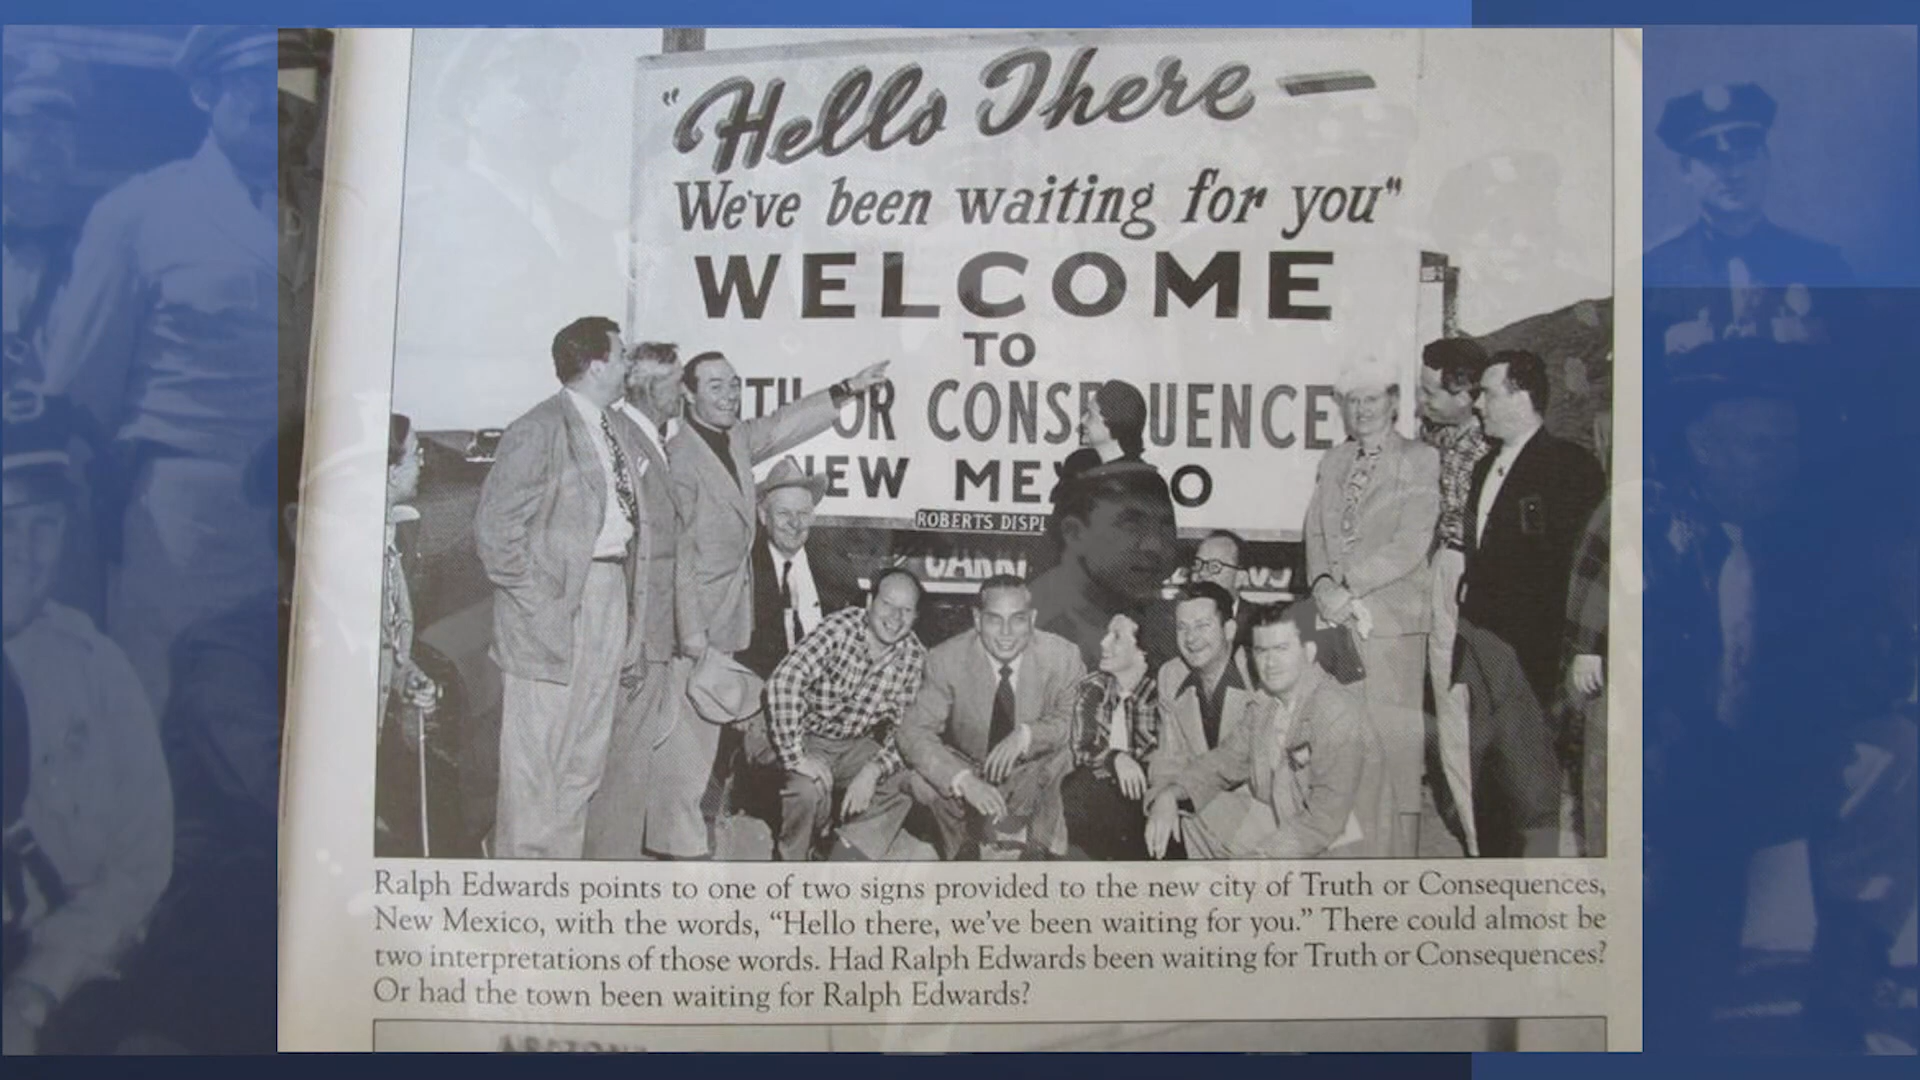 "Hello There —
We've been waiting for you"
WELCOME
TO
TH OR CONSEQUENCE
NEW MEXICO
ROBERTS DISPL
Ralph Edwards points to one of two signs provided to the new city of Truth or Consequences,
New Mexico, with the words, “Hello there, we’ve been waiting for you.” There could almost be
two interpretations of those words. Had Ralph Edwards been waiting for Truth or Consequences?
Or had the town been waiting for Ralph Edwards?